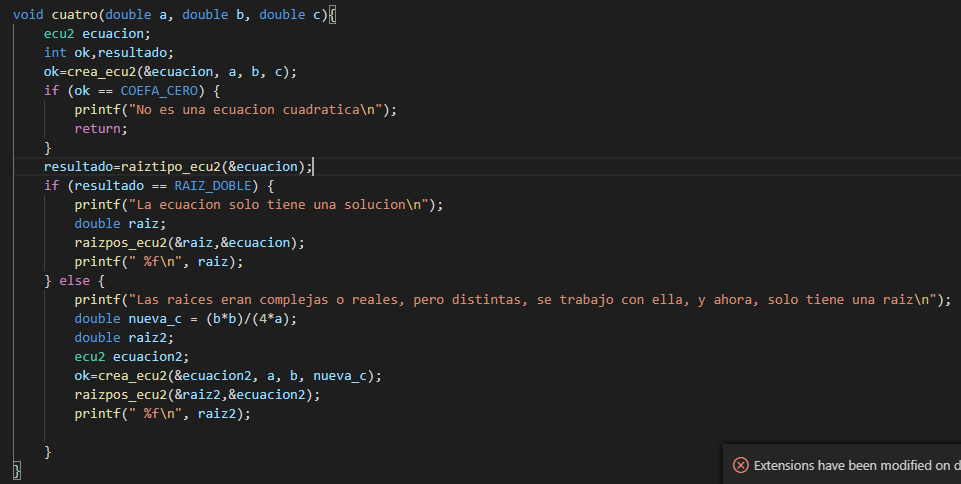 void cuatro(double a, double b, double c){
ecu2 ecuacion;
int ok,resultado;
ok=crea_ecu2(&ecuacion, a, b, c);
if (ok == COEFA_CERO) {
printf("No es una ecuacion cuadratica\n");
return;
}
resultado=raiztipo_ecu2(&ecuacion);
if (resultado == RAIZ_DOBLE) {
printf("La ecuacion solo tiene una solucion\n");
double raiz;
raizpos_ecu2(&raiz,&ecuacion);
printf(" %f\n", raiz);
} else {
printf("Las raices eran complejas o reales, pero distintas, se trabajo con ella, y ahora, solo tiene una raiz\n");
double nueva_c = (b*b)/(4*a);
double raiz2;
ecu2 ecuacion2;
ok=crea_ecu2(&ecuacion2, a, b, nueva_c);
raizpos_ecu2(&raiz2,&ecuacion2);
printf(" %f\n", raiz2);
}
}
Extensions have been modified on d